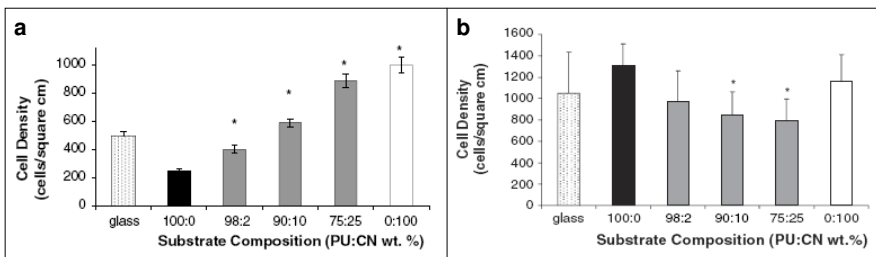 a
Cell Density
(cells/square cm)
1000
800
600
400
200
0
*
*
*
*
glass 100:0 98:2 90:10 75:25 0:100
Substrate Composition (PU:CN wt. %)
b
Cell Density
(cells/square cm)
1600
1400
1200
1000
800
600
400
200
0
*
*
glass 100:0 98:2 90:10 75:25 0:100
Substrate Composition (PU:CN wt.%)